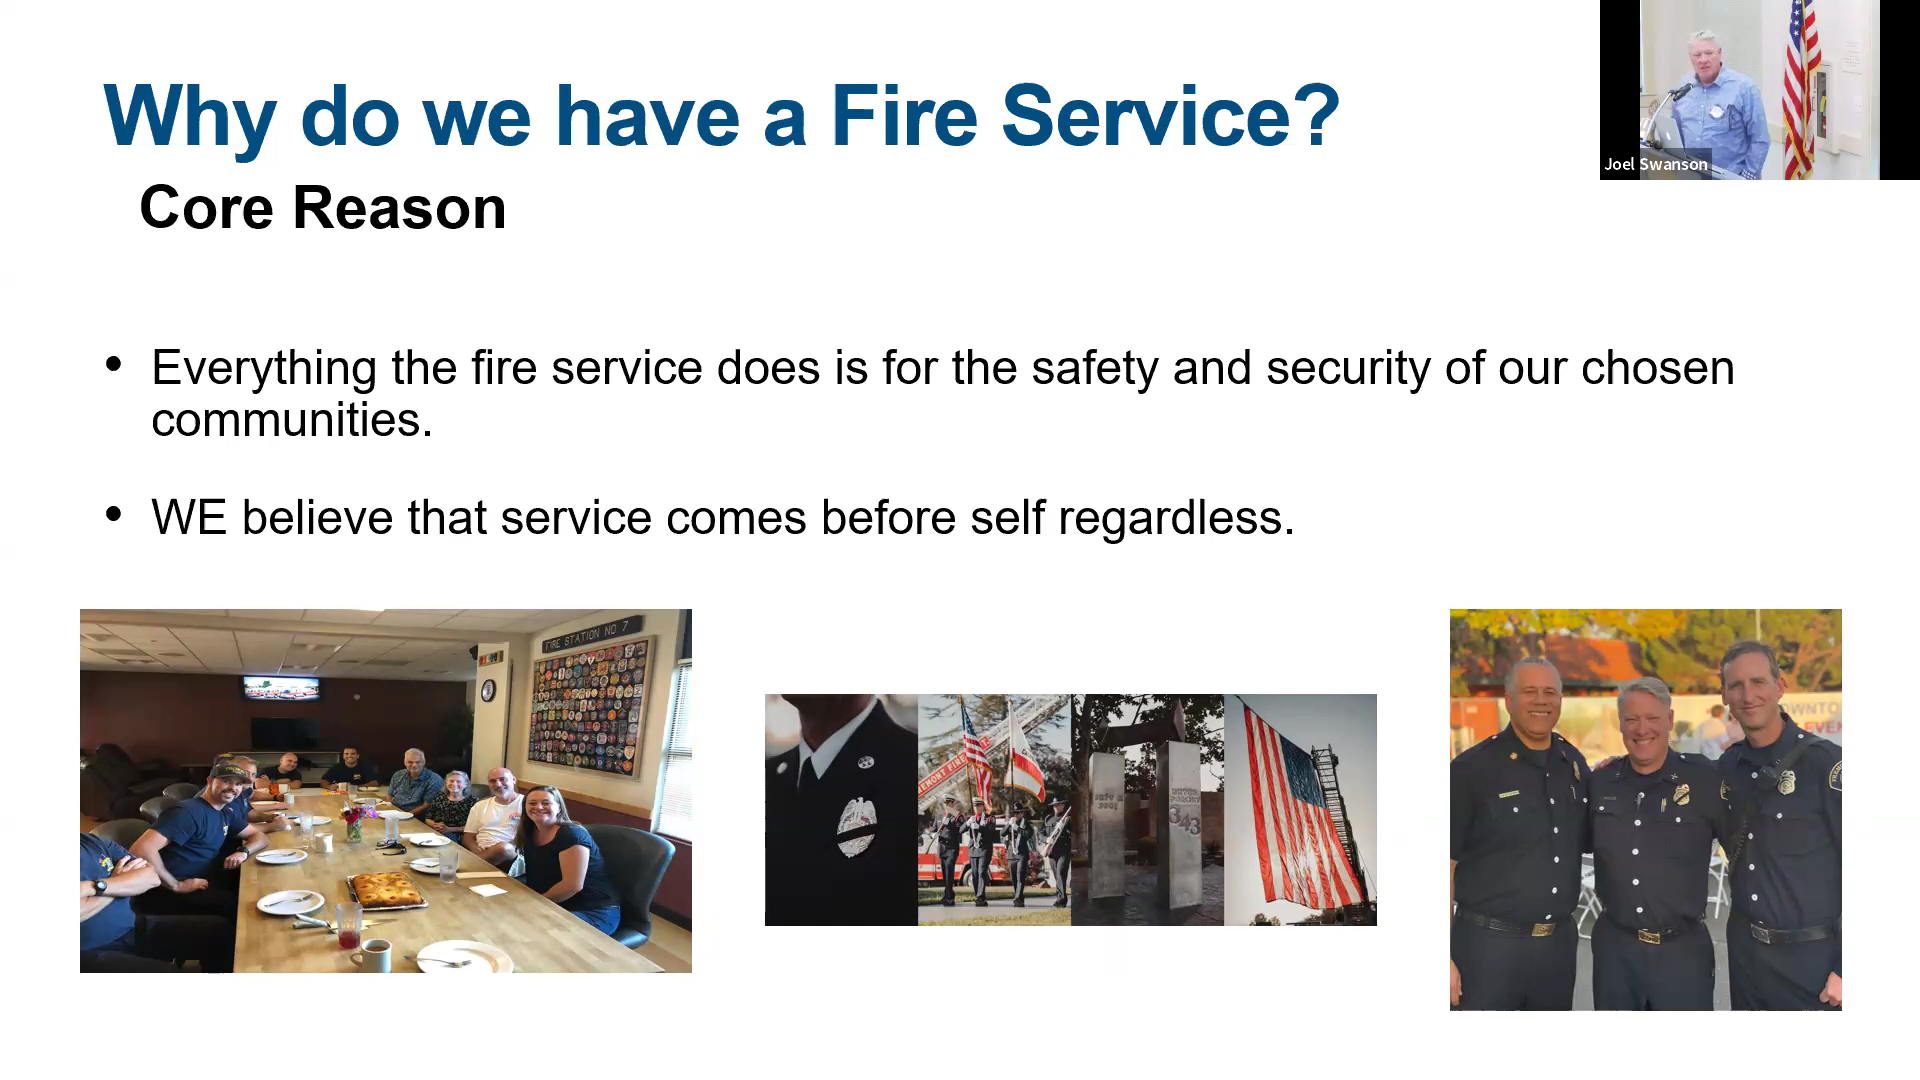 Why do we have a Fire Service?
Joel Swanson
Core Reason
• Everything the fire service does is for the safety and security of our chosen
communities.
• WE believe that service comes before self regardless.
FIRE STATION NO 7
343